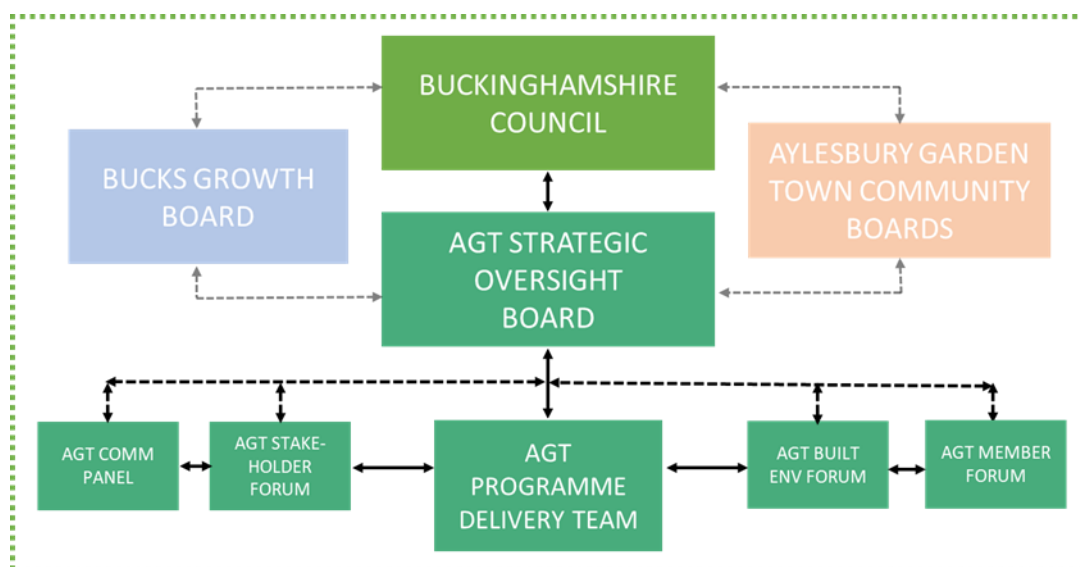 BUCKINGHAMSHIRE
COUNCIL
BUCKS GROWTH
BOARD
AYLESBURY GARDEN
TOWN COMMUNITY
BOARDS
AGT STRATEGIC
OVERSIGHT
BOARD
AGT COMM
PANEL
AGT STAKE-
HOLDER
FORUM
AGT
PROGRAMME
DELIVERY TEAM
AGT BUILT
ENV FORUM
AGT MEMBER
FORUM